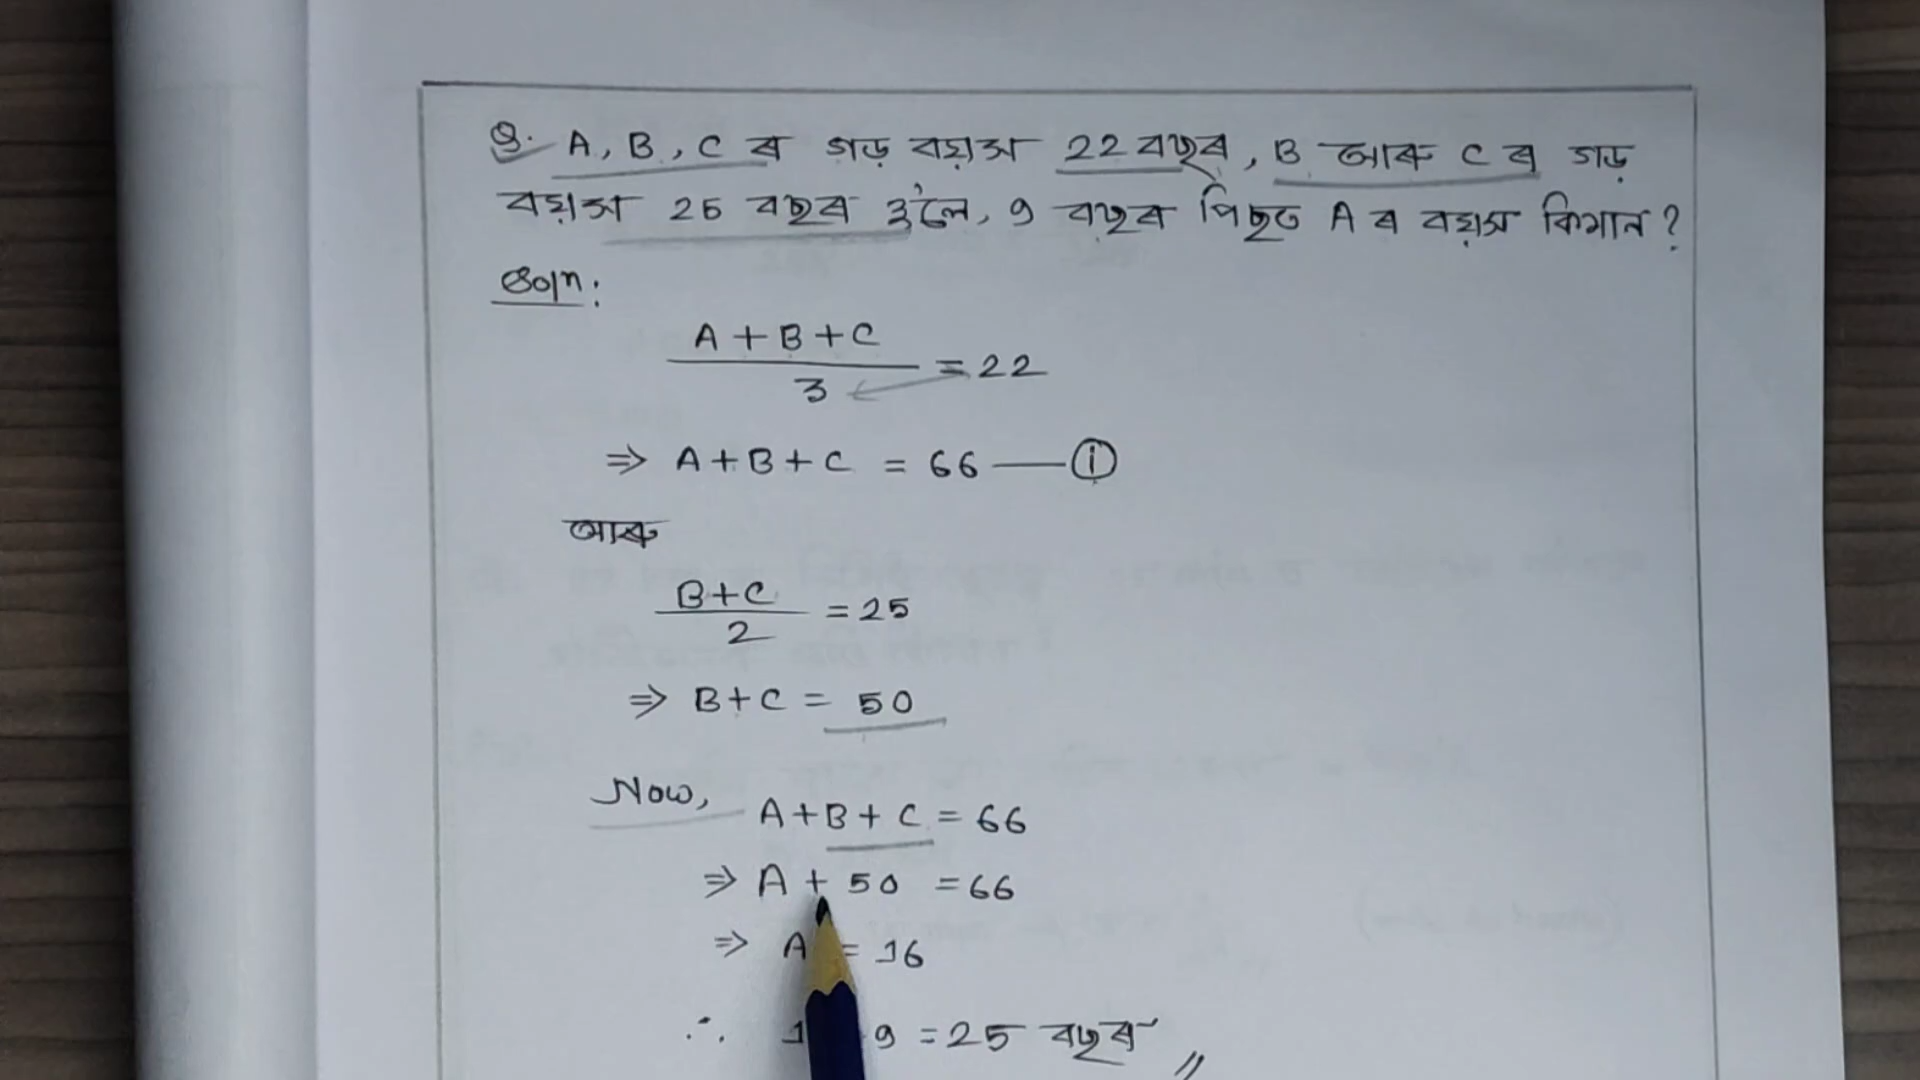 Q. A, B, C ৰ গড় বয়স 22 বছৰ, B আৰু C ৰ গড়
বয়স 25 বছৰ হ'লে, 9 বছৰ পিছত A ৰ বয়স কিমান?
Soln:
A + B + C
3
= 22
⇒ A + B + C = 66 — (i)
আৰু
B + C
2
= 25
⇒ B + C = 50
Now, A + B + C = 66
⇒ A + 50 = 66
⇒ A = 16
∴ 1 9 = 25 বছৰ //